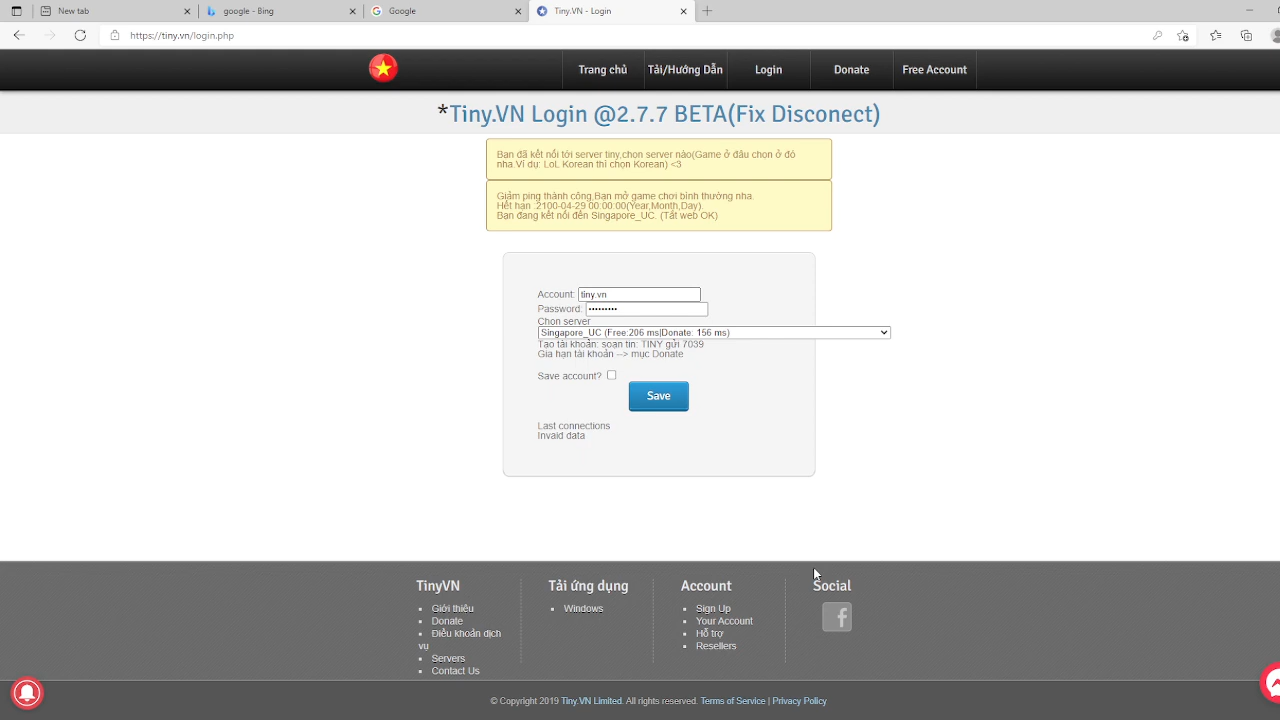 New tab
google - Bing
Google
Tiny.VN - Login
https://tiny.vn/login.php
Trang chủ
Tải/Hướng Dẫn
Login
Donate
Free Account
*Tiny.VN Login @2.7.7 BETA(Fix Disconect)
Bạn đã kết nối tới server tiny,chon server nào(Game ở đâu chon ở đó
nha Ví dụ: LoL Korean thì chọn Korean) <3
Giảm ping thành công,Bạn mở game chơi bình thường nha.
Hết hạn :2100-04-29 00:00:00(Year,Month,Day).
Bạn đang kết nối đến Singapore_UC. (Tắt web OK)
Account: tiny.vn
Password: •••••••••
Chon server
Singapore_UC (Free:206 ms|Donate: 156 ms)
Tạo tài khoản: soạn tin: TINY gửi 7039
Gia hạn tài khoản --> mục Donate
Save account?
Save
Last connections
Invaid data
TinyVN
Giới thiệu
Donate
Điều khoản dịch
vụ
Servers
Contact Us
Tải ứng dụng
Windows
Account
Sign Up
Your Account
Hỗ trợ
Resellers
Social
f
© Copyright 2019 Tiny.VN Limited. All rights reserved. Terms of Service | Privacy Policy